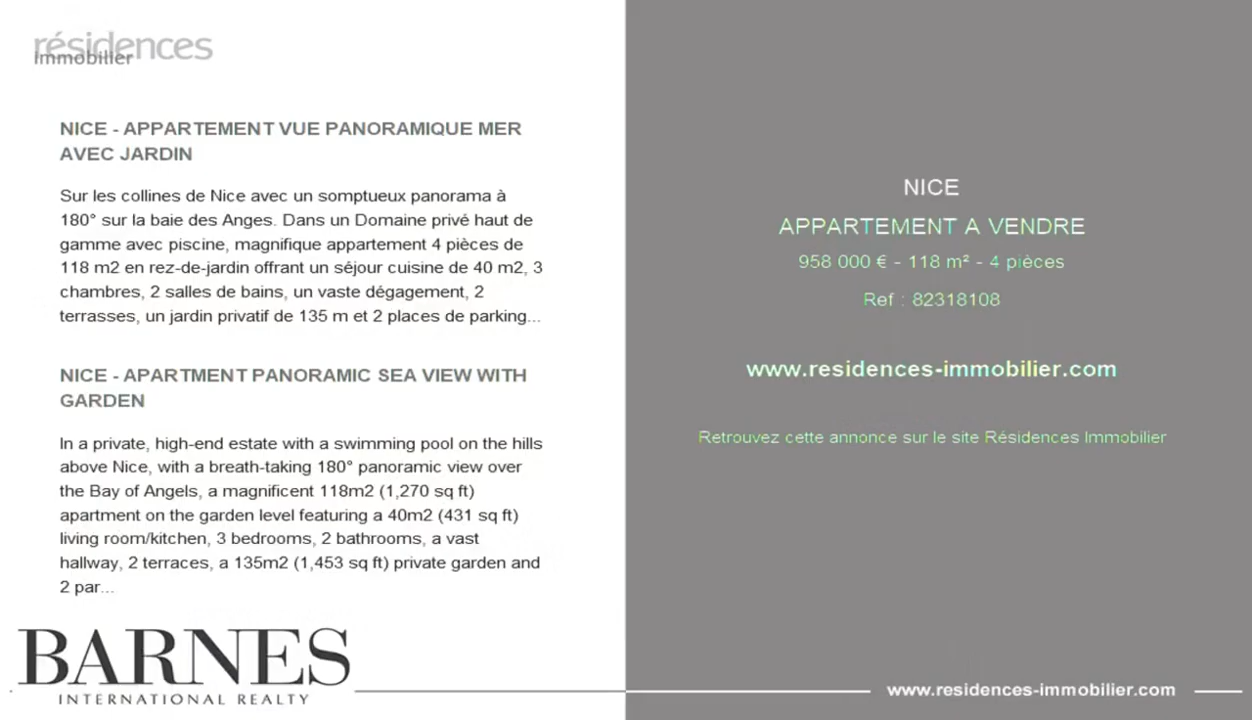 résidences
immobilier
NICE - APPARTEMENT VUE PANORAMIQUE MER
AVEC JARDIN
Sur les collines de Nice avec un somptueux panorama à
180° sur la baie des Anges. Dans un Domaine privé haut de
gamme avec piscine, magnifique appartement 4 pièces de
118 m2 en rez-de-jardin offrant un séjour cuisine de 40 m2, 3
chambres, 2 salles de bains, un vaste dégagement, 2
terrasses, un jardin privatif de 135 m et 2 places de parking...
NICE - APARTMENT PANORAMIC SEA VIEW WITH
GARDEN
In a private, high-end estate with a swimming pool on the hills
above Nice, with a breath-taking 180° panoramic view over
the Bay of Angels, a magnificent 118m2 (1,270 sq ft)
apartment on the garden level featuring a 40m2 (431 sq ft)
living room/kitchen, 3 bedrooms, 2 bathrooms, a vast
hallway, 2 terraces, a 135m2 (1,453 sq ft) private garden and
2 par...
BARNES
INTERNATIONAL REALTY
NICE
APPARTEMENT A VENDRE
958 000 € - 118 m² - 4 pièces
Ref : 82318108
www.residences-immobilier.com
Retrouvez cette annonce sur le site Résidences Immobilier
www.residences-immobilier.com